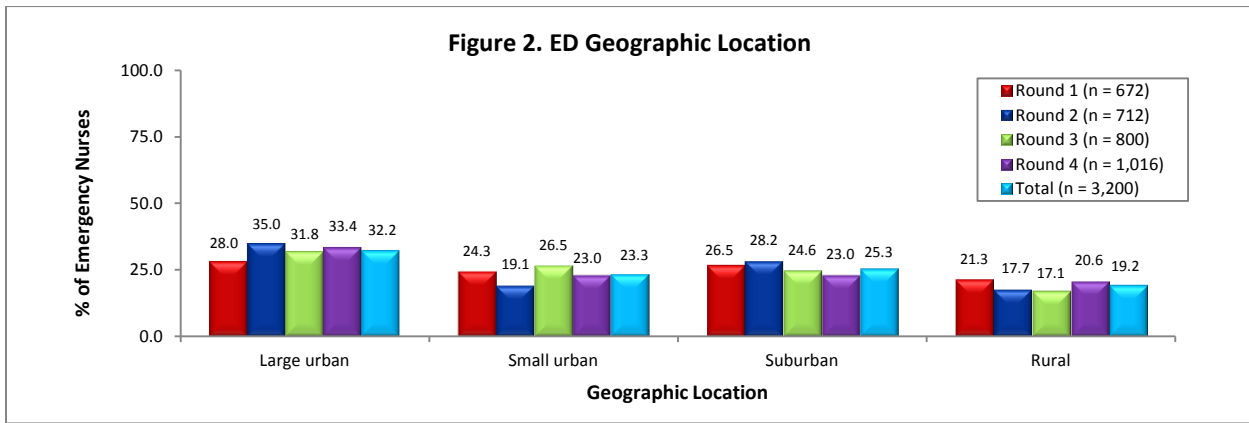 Figure 2. ED Geographic Location
100.0
75.0
50.0
25.0
0.0
% of Emergency Nurses
Round 1 (n = 672)
Round 2 (n = 712)
Round 3 (n = 800)
Round 4 (n = 1,016)
Total (n = 3,200)
28.0 35.0 31.8 33.4 32.2
24.3 19.1 26.5 23.0 23.3
26.5 28.2 24.6 23.0 25.3
21.3 17.7 17.1 20.6 19.2
Large urban Small urban Suburban Rural
Geographic Location